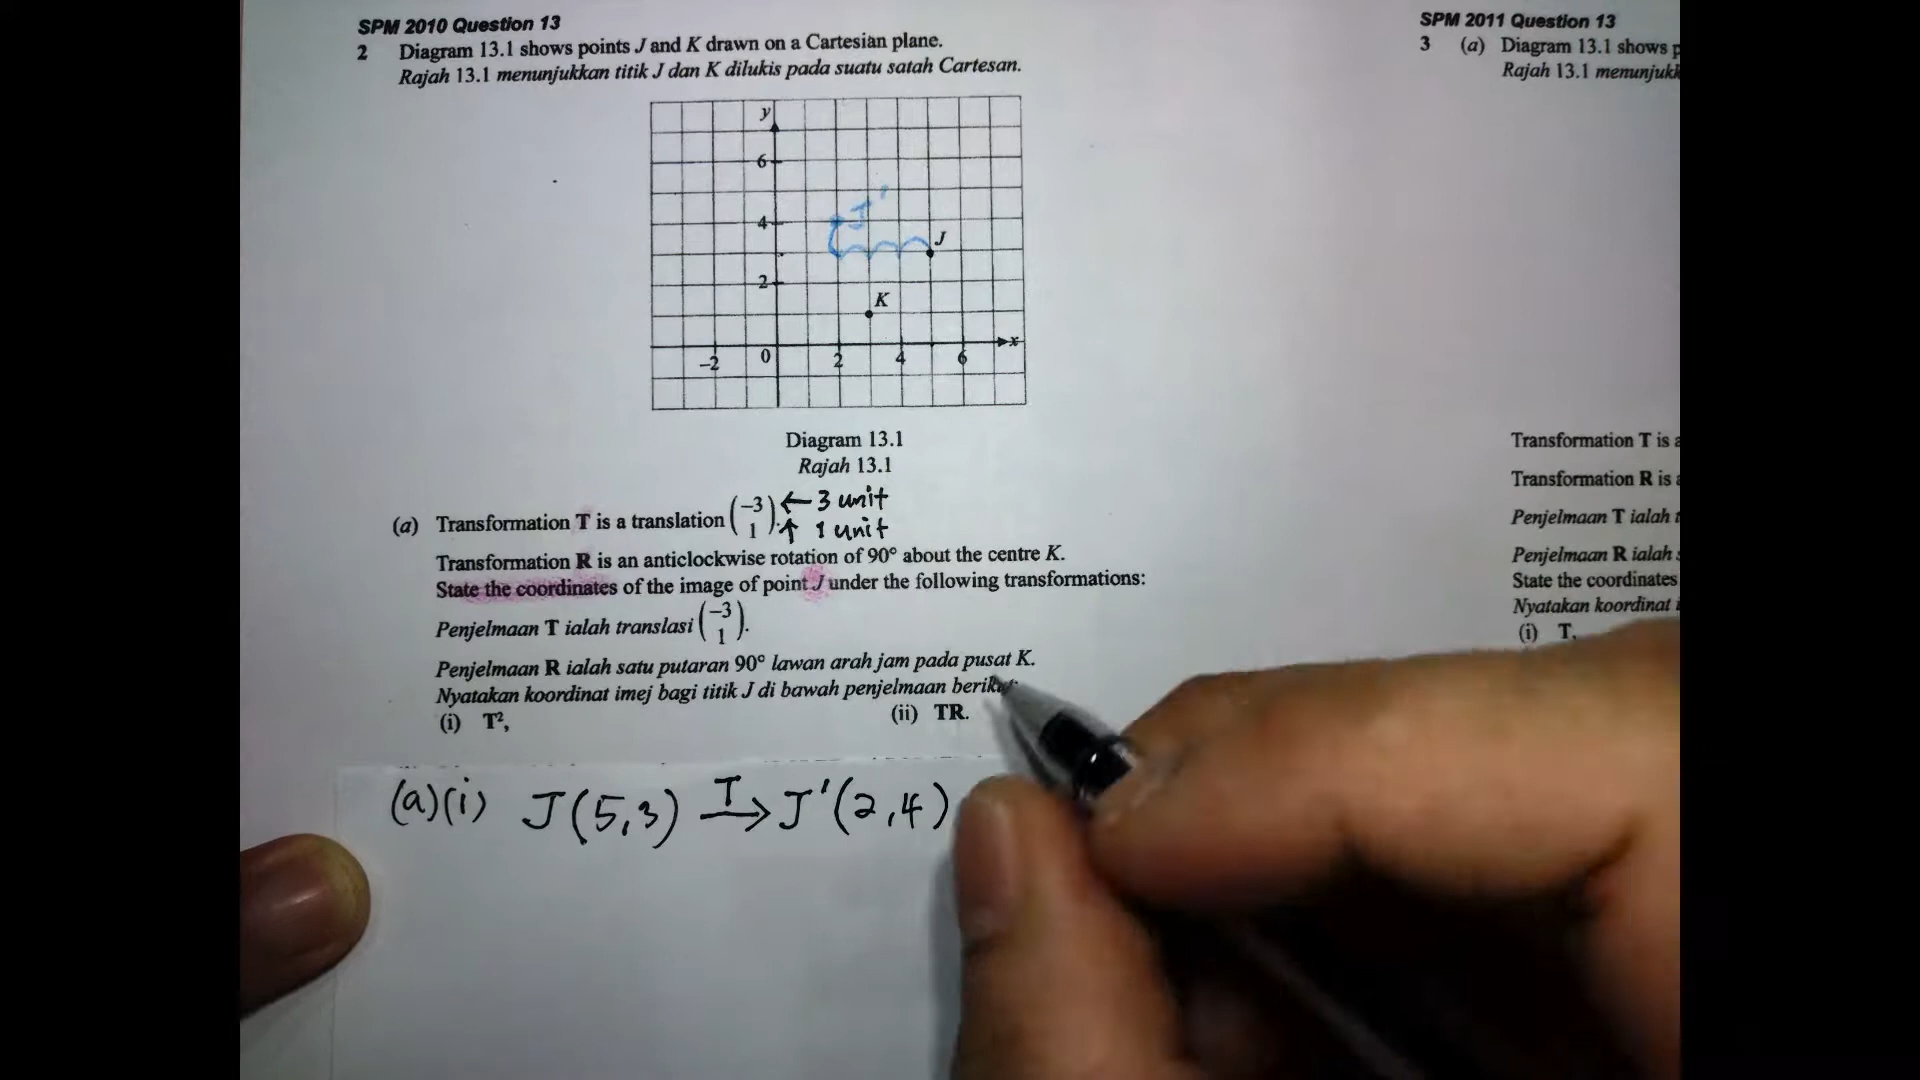 SPM 2010 Question 13
2 Diagram 13.1 shows points J and K drawn on a Cartesian plane.
Rajah 13.1 menunjukkan titik J dan K dilukis pada suatu satah Cartesan.
y
6
J'
4
J
2
K
x
-2 0 2 4 6
Diagram 13.1
Rajah 13.1
(a) Transformation T is a translation (-3 1). ← 3 unit
↑ 1 unit
Transformation R is an anticlockwise rotation of 90° about the centre K.
State the coordinates of the image of point J under the following transformations:
Penjelmaan T ialah translasi (-3 1).
Penjelmaan R ialah satu putaran 90° lawan arah jam pada pusat K.
Nyatakan koordinat imej bagi titik J di bawah penjelmaan
(i) T², (ii) TR.
(a)(i) J(5,3) T→ J'(2,4)
SPM 2011 Question 13
3 (a) Diagram 13.1 shows
Rajah 13.1
Transformation T is
Transformation R is
Penjelmaan T ialah
Penjelmaan R ialah
State the coordinates
Nyatakan koordinat
(i) T,